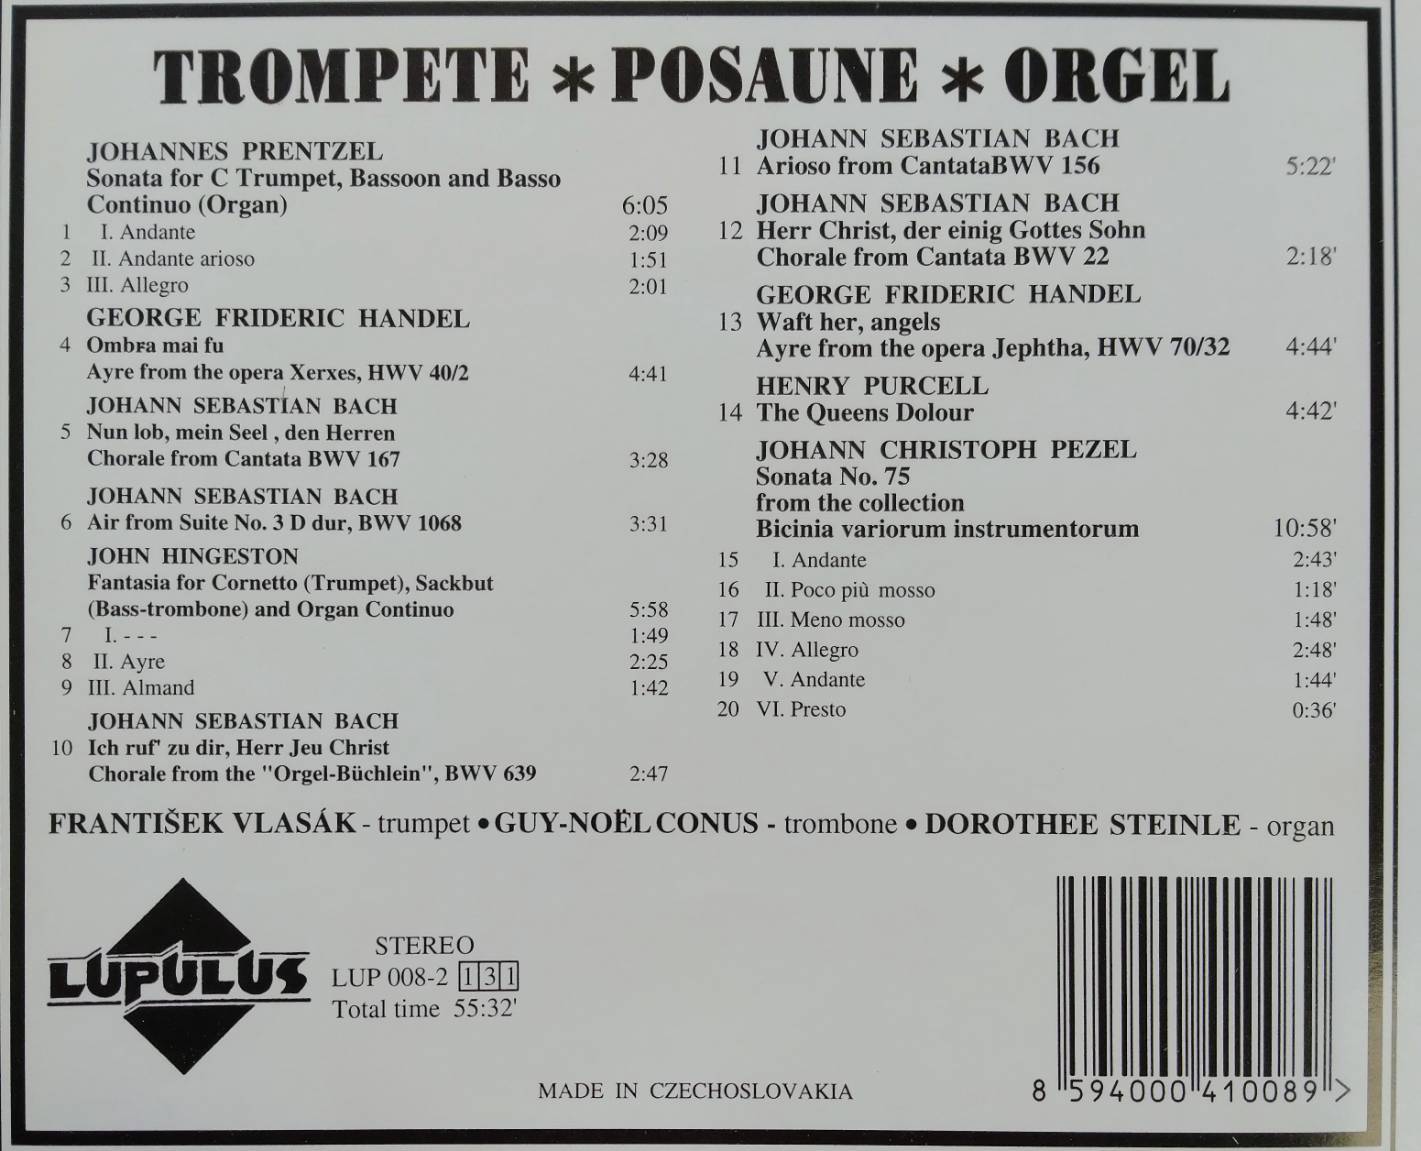 TROMPETE * POSAUNE * ORGEL
JOHANNES PRENTZEL
Sonata for C Trumpet, Bassoon and Basso
Continuo (Organ) 6:05
1 I. Andante 2:09
2 II. Andante arioso 1:51
3 III. Allegro 2:01
GEORGE FRIDERIC HANDEL
4 Ombra mai fu
Ayre from the opera Xerxes, HWV 40/2 4:41
JOHANN SEBASTIAN BACH
5 Nun lob, mein Seel , den Herren
Chorale from Cantata BWV 167 3:28
JOHANN SEBASTIAN BACH
6 Air from Suite No. 3 D dur, BWV 1068 3:31
JOHN HINGESTON
Fantasia for Cornetto (Trumpet), Sackbut
(Bass-trombone) and Organ Continuo 5:58
7 I. - - - 1:49
8 II. Ayre 2:25
9 III. Almand 1:42
JOHANN SEBASTIAN BACH
10 Ich ruf' zu dir, Herr Jeu Christ
Chorale from the "Orgel-Büchlein", BWV 639 2:47
JOHANN SEBASTIAN BACH
11 Arioso from CantataBWV 156 5:22'
JOHANN SEBASTIAN BACH
12 Herr Christ, der einig Gottes Sohn
Chorale from Cantata BWV 22 2:18'
GEORGE FRIDERIC HANDEL
13 Waft her, angels
Ayre from the opera Jephtha, HWV 70/32 4:44'
HENRY PURCELL
14 The Queens Dolour 4:42'
JOHANN CHRISTOPH PEZEL
Sonata No. 75
from the collection
Bicinia variorum instrumentorum 10:58'
15 I. Andante 2:43'
16 II. Poco più mosso 1:18'
17 III. Meno mosso 1:48'
18 IV. Allegro 2:48'
19 V. Andante 1:44'
20 VI. Presto 0:36'
FRANTIŠEK VLASÁK - trumpet • GUY-NOËL CONUS - trombone • DOROTHEE STEINLE - organ
LUPULUS
STEREO
LUP 008-2 131
Total time 55:32'
MADE IN CZECHOSLOVAKIA
8 594000 410089 >